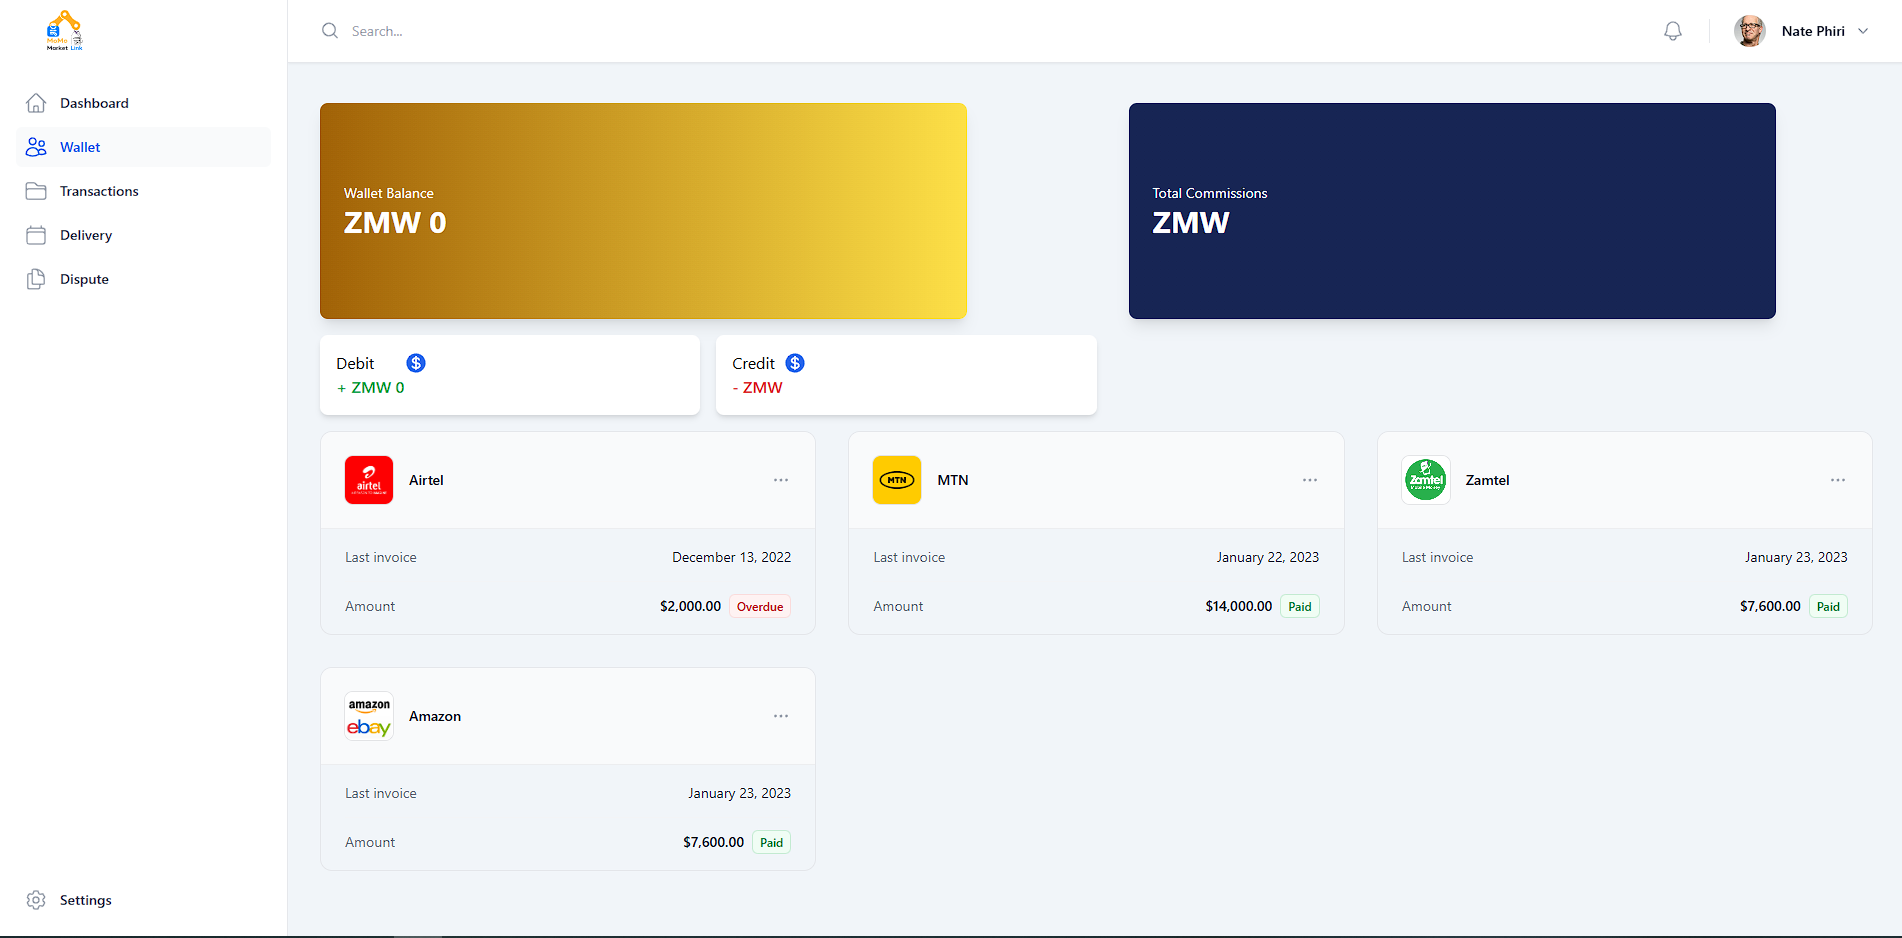 MoMo
Market Link
Search...
Nate Phiri
Dashboard
Wallet
Transactions
Delivery
Dispute
Settings
Wallet Balance
ZMW 0
Total Commissions
ZMW
Debit $
+ ZMW 0
Credit $
- ZMW
airtel
Airtel
...
Last invoice December 13, 2022
Amount $2,000.00 Overdue
MTN
MTN
...
Last invoice January 22, 2023
Amount $14,000.00 Paid
Zamtel
Zamtel
...
Last invoice January 23, 2023
Amount $7,600.00 Paid
amazon
ebay
Amazon
...
Last invoice January 23, 2023
Amount $7,600.00 Paid